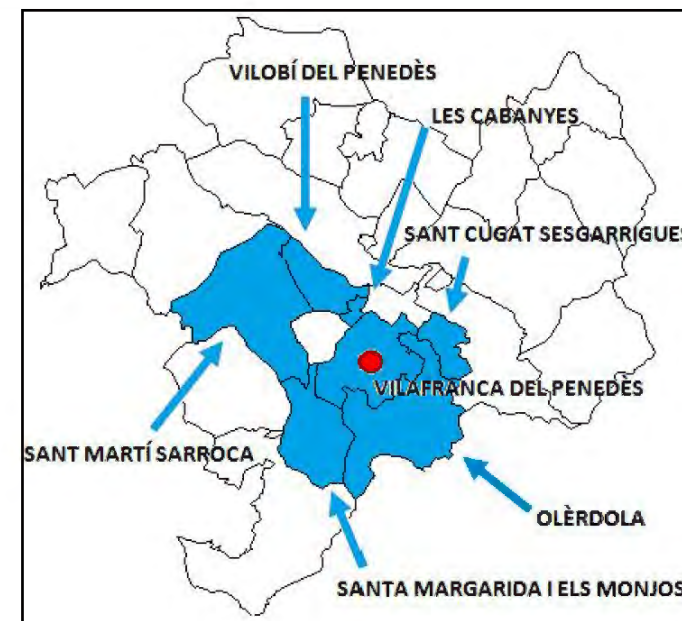 VILOBÍ DEL PENEDÈS
LES CABANYES
SANT CUGAT SESGARRIGUES
VILAFRANCA DEL PENEDÈS
SANT MARTÍ SARROCA
OLÈRDOLA
SANTA MARGARIDA I ELS MONJOS